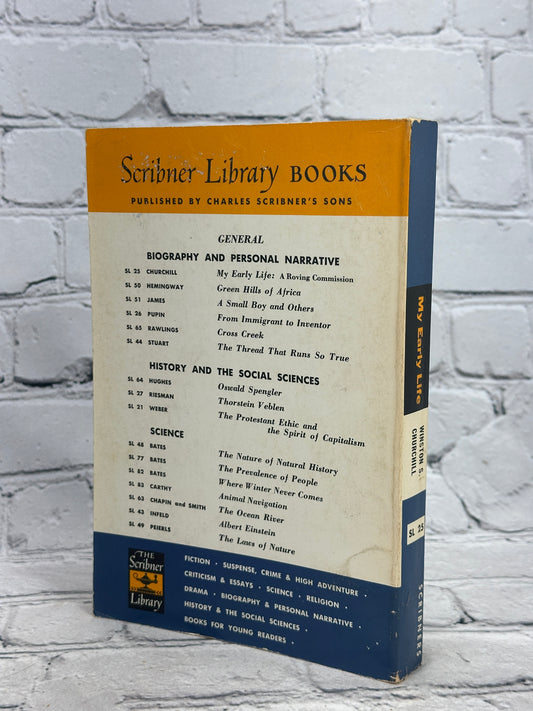 Scribner Library BOOKS
PUBLISHED BY CHARLES SCRIBNER'S SONS
GENERAL
BIOGRAPHY AND PERSONAL NARRATIVE
SL 25 CHURCHILL My Early Life: A Roving Commission
SL 50 HEMINGWAY Green Hills of Africa
SL 51 JAMES A Small Boy and Others
SL 26 PUPIN From Immigrant to Inventor
SL 65 RAWLINGS Cross Creek
SL 44 STUART The Thread That Runs So True
HISTORY AND THE SOCIAL SCIENCES
SL 64 HUGHES Oswald Spengler
SL 27 RIESMAN Thorstein Veblen
SL 21 WEBER The Protestant Ethic and
the Spirit of Capitalism
SCIENCE
SL 48 BATES The Nature of Natural History
SL 77 BATES The Prevalence of People
SL 85 BATES Where Winter Never Comes
SL 83 CARTHY Animal Navigation
SL 63 CHAPIN and SMITH The Ocean River
SL 43 INFELD Albert Einstein
SL 49 PEIERLS The Laws of Nature
THE
Scribner
Library
FICTION · SUSPENSE, CRIME & HIGH ADVENTURE ·
CRITICISM & ESSAYS · SCIENCE · RELIGION ·
DRAMA · BIOGRAPHY & PERSONAL NARRATIVE ·
HISTORY & THE SOCIAL SCIENCES ·
BOOKS FOR YOUNG READERS ·
My Early Life
WINSTON S.
CHURCHILL
SL 25
SCRIBNERS